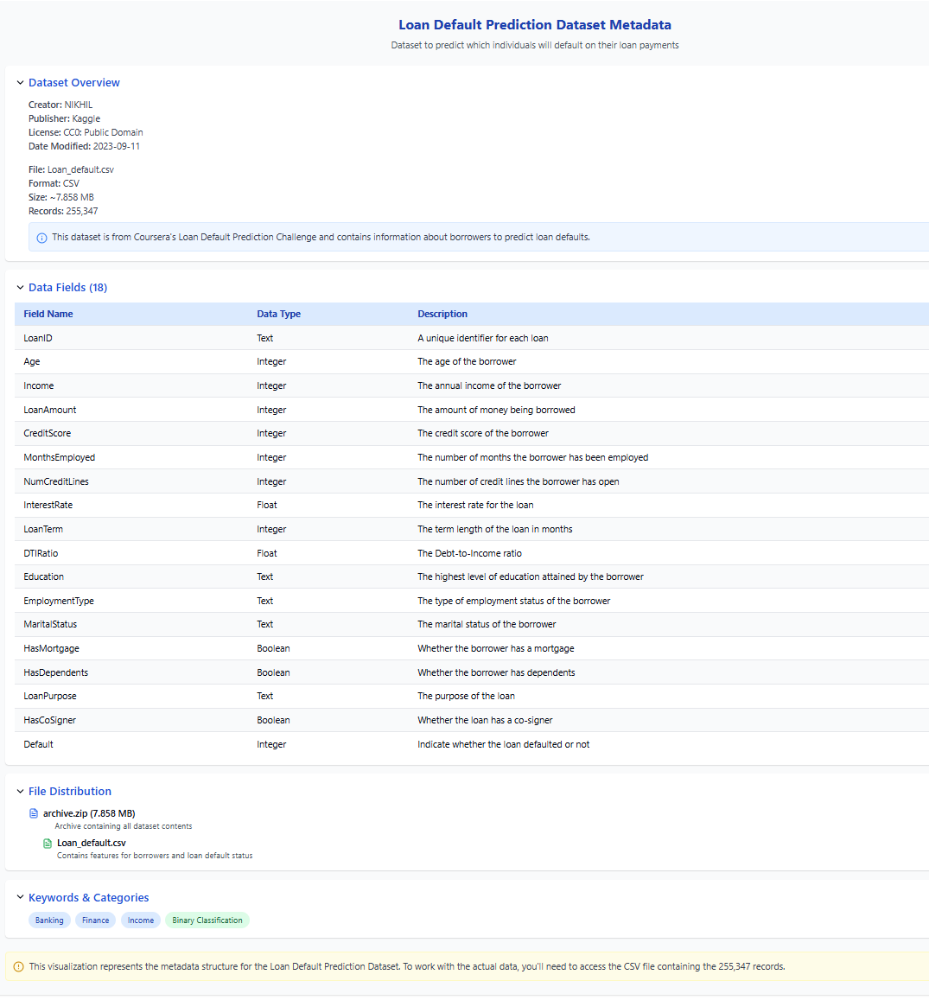 Loan Default Prediction Dataset Metadata
Dataset to predict which individuals will default on their loan payments
Dataset Overview
Creator: NIKHIL
Publisher: Kaggle
License: CC0: Public Domain
Date Modified: 2023-09-11
File: Loan_default.csv
Format: CSV
Size: ~7.858 MB
Records: 255,347
This dataset is from Coursera's Loan Default Prediction Challenge and contains information about borrowers to predict loan defaults.
Data Fields (18)
Field Name Data Type Description
LoanID Text A unique identifier for each loan
Age Integer The age of the borrower
Income Integer The annual income of the borrower
LoanAmount Integer The amount of money being borrowed
CreditScore Integer The credit score of the borrower
MonthsEmployed Integer The number of months the borrower has been employed
NumCreditLines Integer The number of credit lines the borrower has open
InterestRate Float The interest rate for the loan
LoanTerm Integer The term length of the loan in months
DTIRatio Float The Debt-to-Income ratio
Education Text The highest level of education attained by the borrower
EmploymentType Text The type of employment status of the borrower
MaritalStatus Text The marital status of the borrower
HasMortgage Boolean Whether the borrower has a mortgage
HasDependents Boolean Whether the borrower has dependents
LoanPurpose Text The purpose of the loan
HasCoSigner Boolean Whether the loan has a co-signer
Default Integer Indicate whether the loan defaulted or not
File Distribution
archive.zip (7.858 MB)
Archive containing all dataset contents
Loan_default.csv
Contains features for borrowers and loan default status
Keywords & Categories
Banking Finance Income Binary Classification
This visualization represents the metadata structure for the Loan Default Prediction Dataset. To work with the actual data, you'll need to access the CSV file containing the 255,347 records.